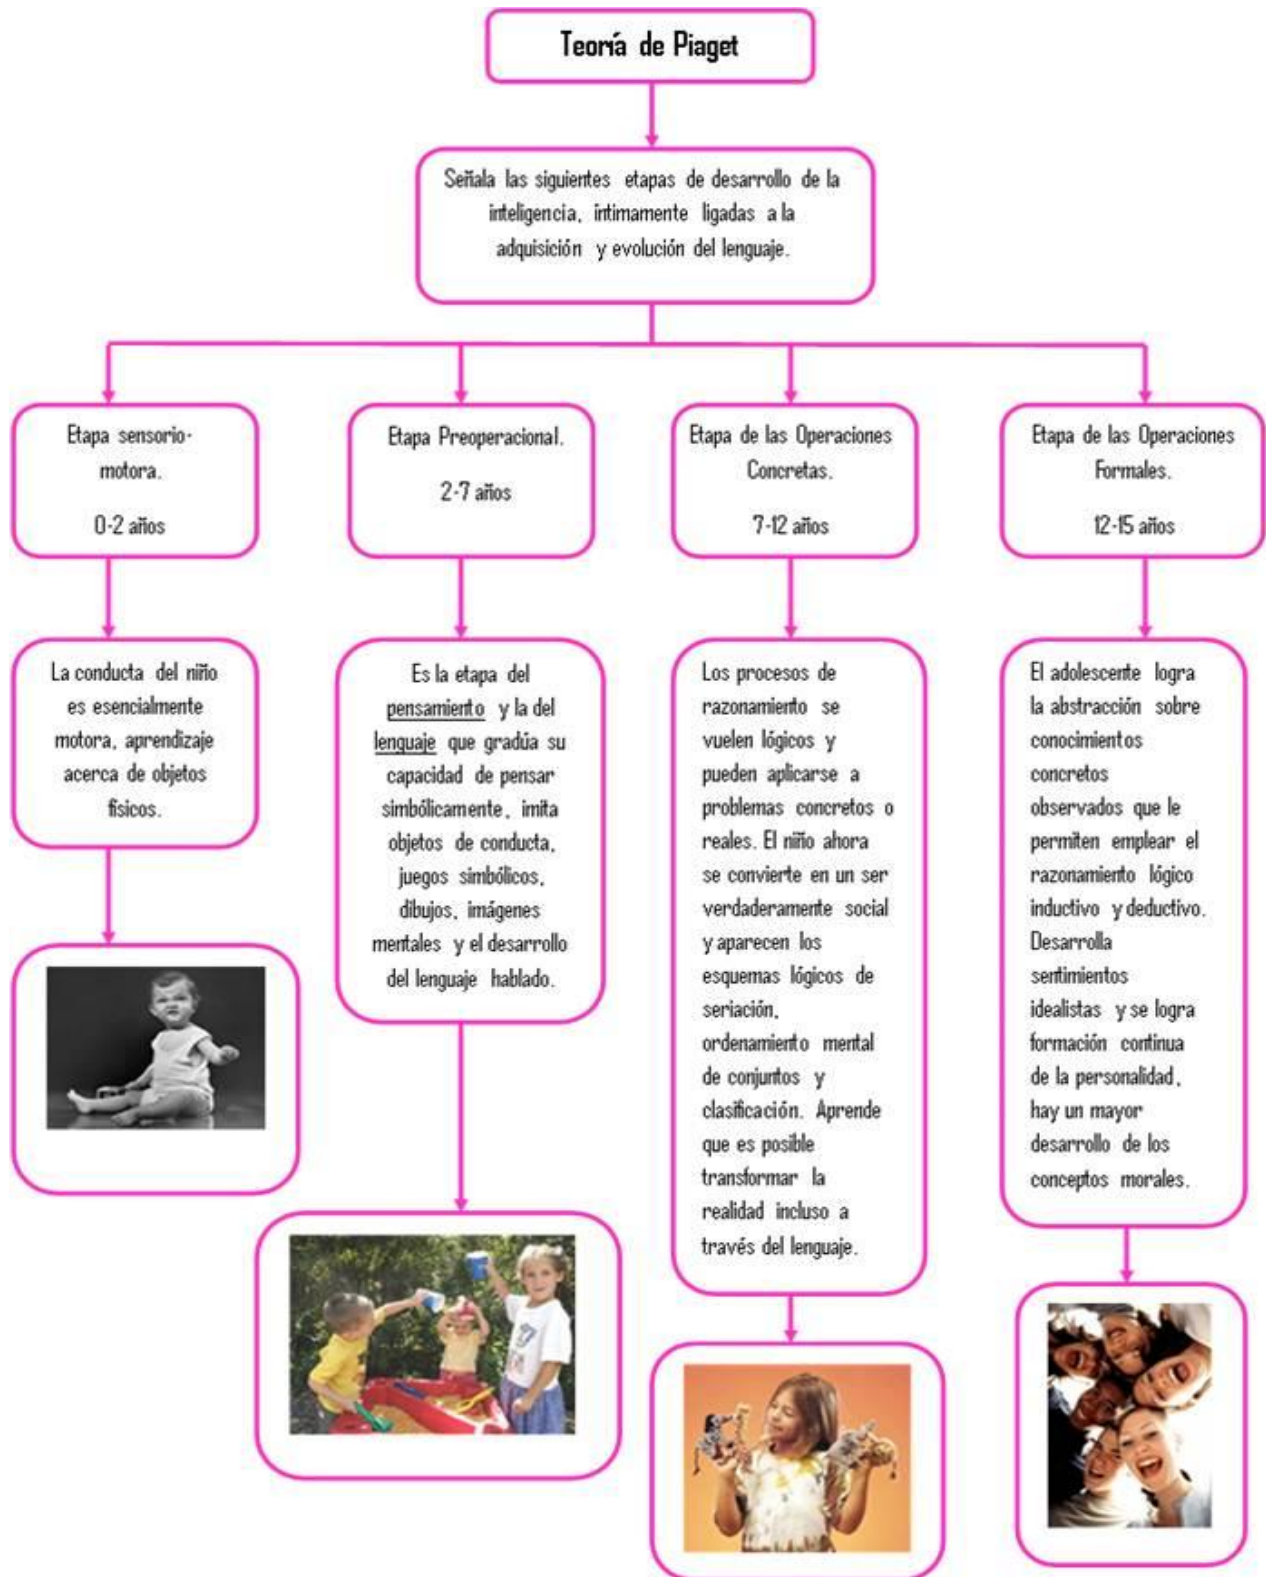 Teoría de Piaget
Señala las siguientes etapas de desarrollo de la
inteligencia, íntimamente ligadas a la
adquisición y evolución del lenguaje.
Etapa sensorio-
motora.
0-2 años
Etapa Preoperacional.
2-7 años
Etapa de las Operaciones
Concretas.
7-12 años
Etapa de las Operaciones
Formales.
12-15 años
La conducta del niño
es esencialmente
motora, aprendizaje
acerca de objetos
físicos.
Es la etapa del
pensamiento y la del
lenguaje que gradúa su
capacidad de pensar
simbólicamente, imita
objetos de conducta,
juegos simbólicos,
dibujos, imágenes
mentales y el desarrollo
del lenguaje hablado.
Los procesos de
razonamiento se
vuelen lógicos y
pueden aplicarse a
problemas concretos o
reales. El niño ahora
se convierte en un ser
verdaderamente social
y aparecen los
esquemas lógicos de
seriación,
ordenamiento mental
de conjuntos y
clasificación. Aprende
que es posible
transformar la
realidad incluso a
través del lenguaje.
El adolescente logra
la abstracción sobre
conocimientos
concretos
observados que le
permiten emplear el
razonamiento lógico
inductivo y deductivo.
Desarrolla
sentimientos
idealistas y se logra
formación continua
de la personalidad,
hay un mayor
desarrollo de los
conceptos morales.